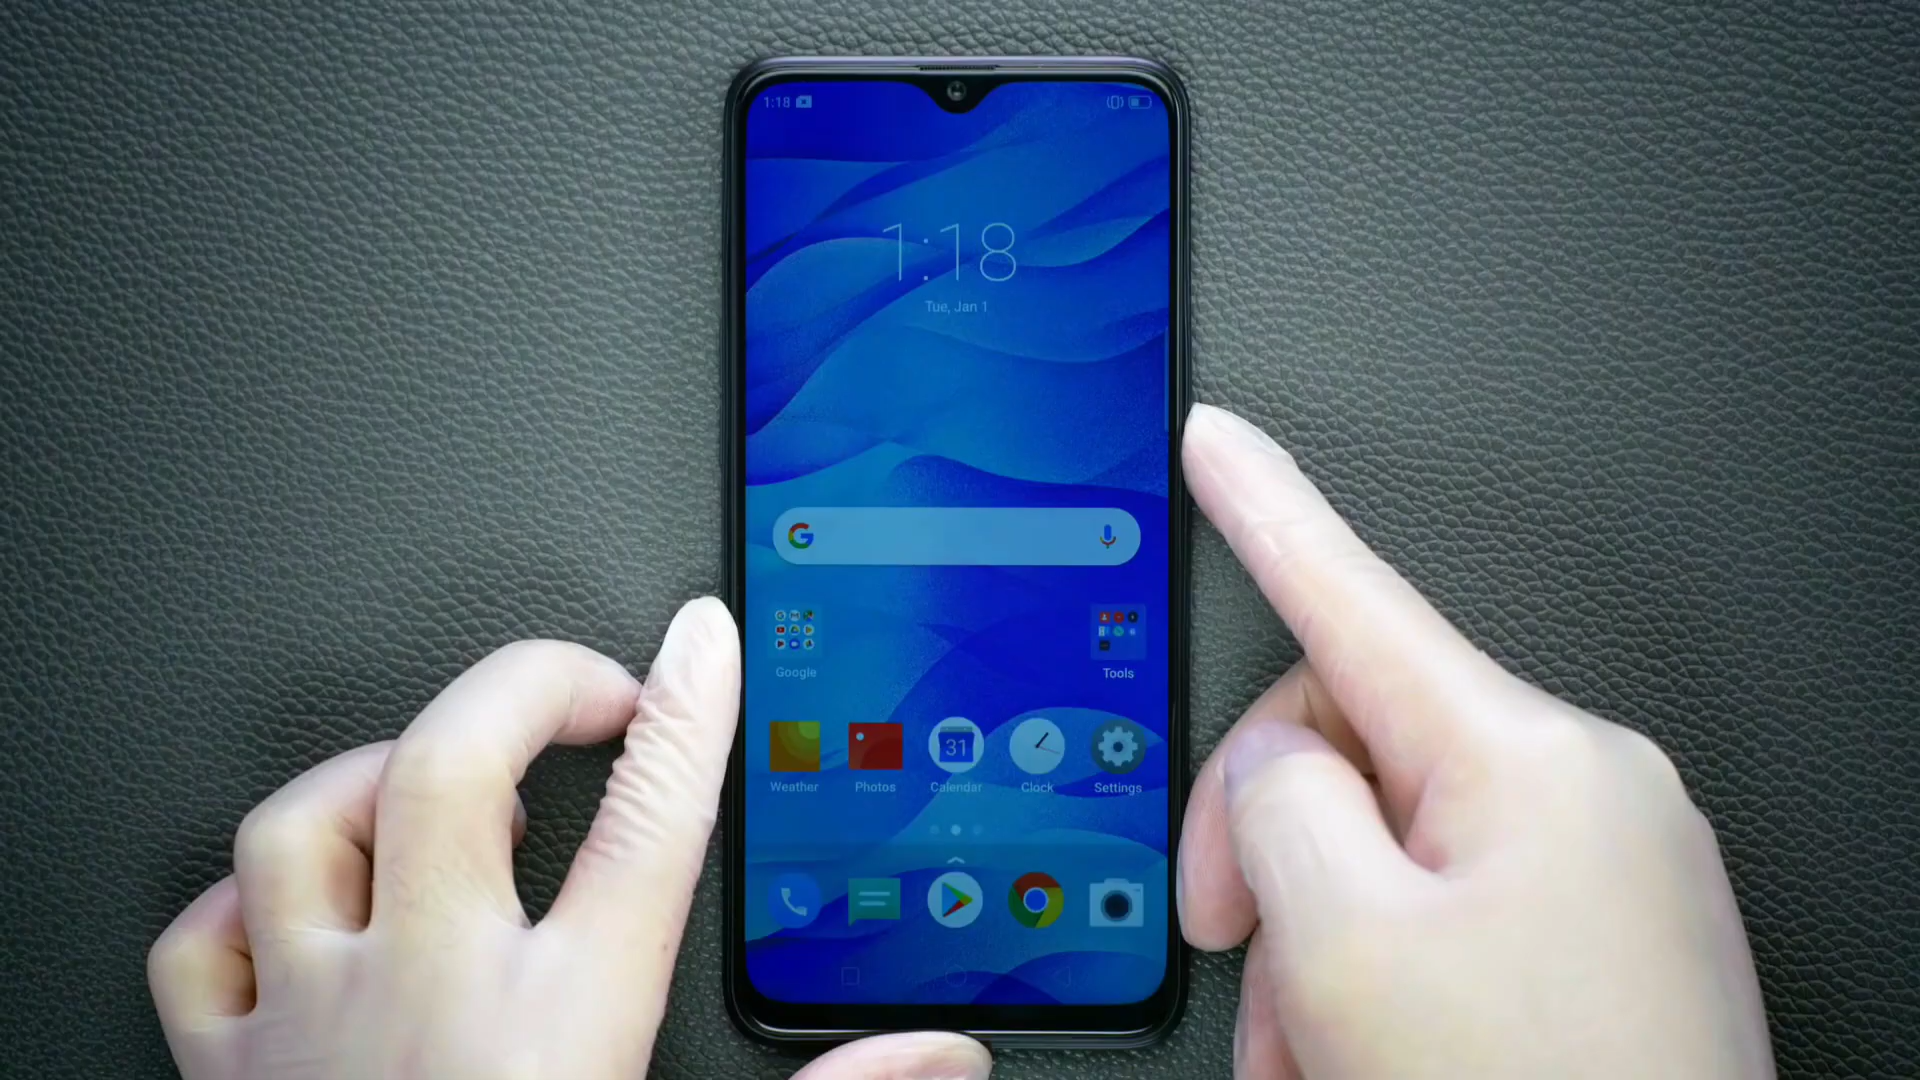 1:18
1:18
Tue, Jan 1
G
Google
Tools
31
Weather
Photos
Calendar
Clock
Settings